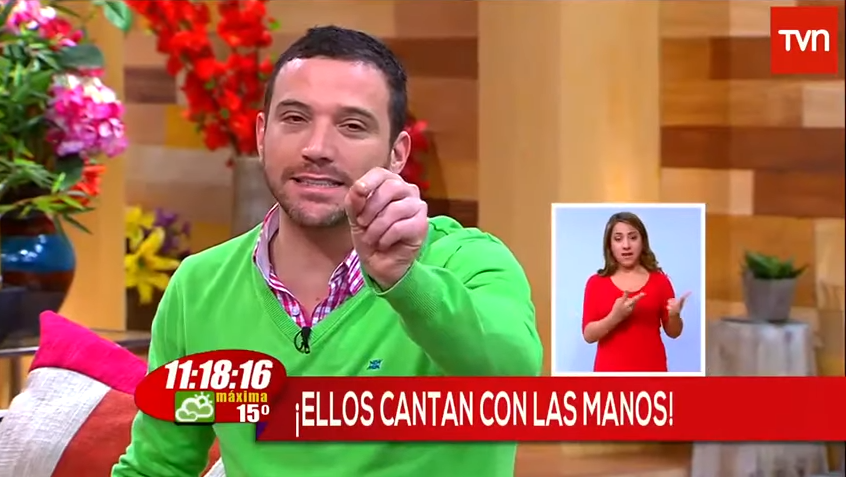 TVN
11:18:16
máxima
15º
¡ELLOS CANTAN CON LAS MANOS!